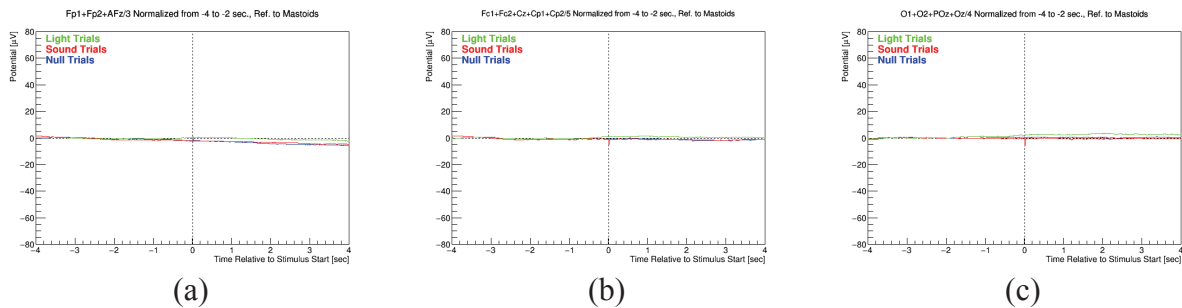 Fp1+Fp2+AFz/3 Normalized from -4 to -2 sec., Ref. to Mastoids
Potential [µV]
80
60
40
20
0
−20
−40
−60
−80
Light Trials
Sound Trials
Null Trials
−4 −3 −2 −1 0 1 2 3 4
Time Relative to Stimulus Start [sec]
(a)
Fc1+Fc2+Cz+Cp1+Cp2/5 Normalized from -4 to -2 sec., Ref. to Mastoids
Potential [µV]
80
60
40
20
0
−20
−40
−60
−80
Light Trials
Sound Trials
Null Trials
−4 −3 −2 −1 0 1 2 3 4
Time Relative to Stimulus Start [sec]
(b)
O1+O2+POz+Oz/4 Normalized from -4 to -2 sec., Ref. to Mastoids
Potential [µV]
80
60
40
20
0
−20
−40
−60
−80
Light Trials
Sound Trials
Null Trials
−4 −3 −2 −1 0 1 2 3 4
Time Relative to Stimulus Start [sec]
(c)